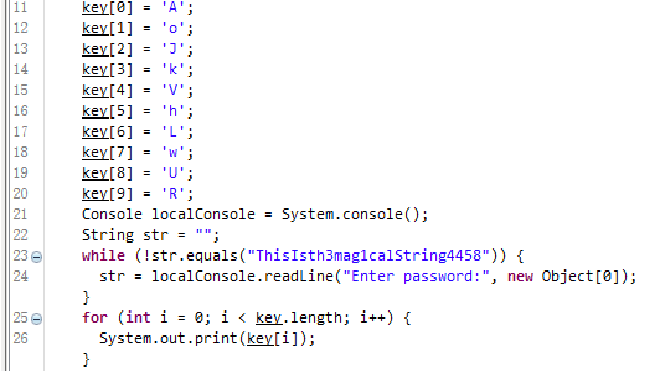 11 key[0] = 'A';
12 key[1] = 'o';
13 key[2] = 'J';
14 key[3] = 'k';
15 key[4] = 'V';
16 key[5] = 'h';
17 key[6] = 'L';
18 key[7] = 'w';
19 key[8] = 'U';
20 key[9] = 'R';
21 Console localConsole = System.console();
22 String str = "";
23 while (!str.equals("ThisIsth3mag1calString4458")) {
24 str = localConsole.readLine("Enter password:", new Object[0]);
}
25 for (int i = 0; i < key.length; i++) {
26 System.out.print(key[i]);
}